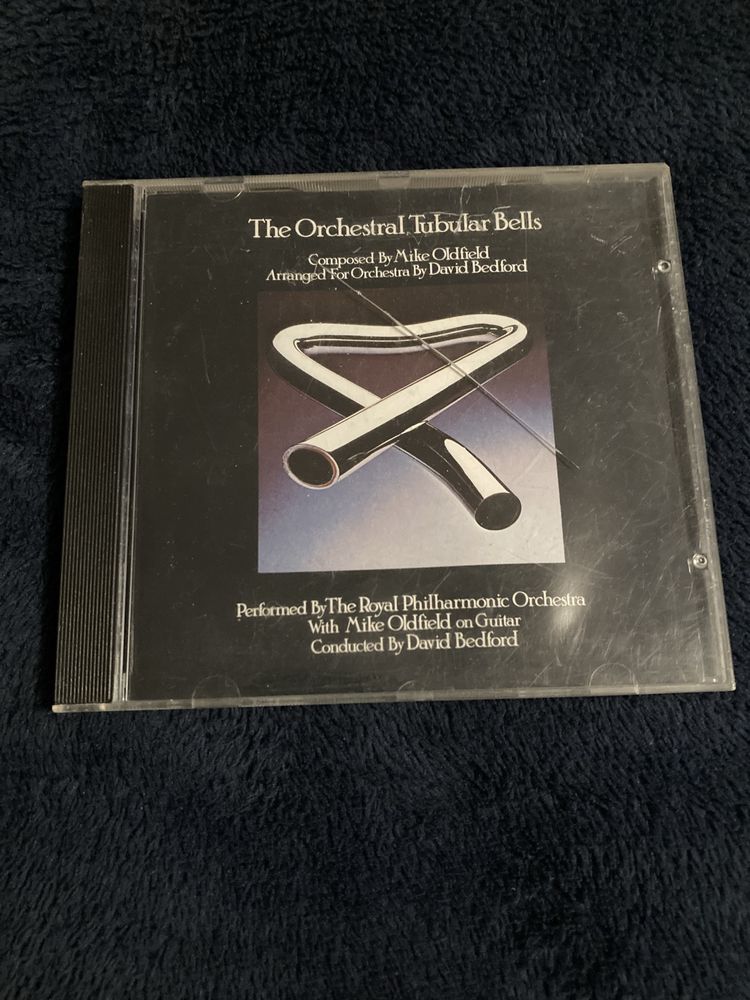 The Orchestral Tubular Bells
Composed By Mike Oldfield
Arranged For Orchestra By David Bedford
Performed By The Royal Philharmonic Orchestra
With Mike Oldfield on Guitar
Conducted By David Bedford